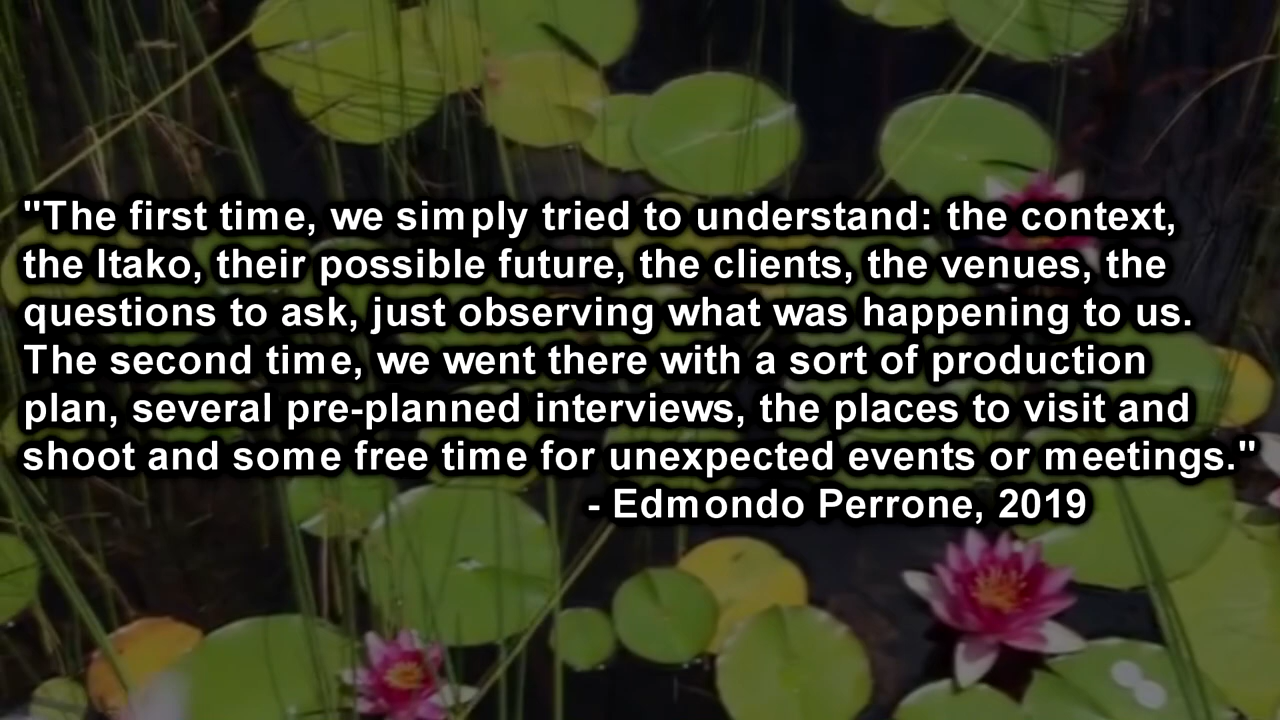 "The first time, we simply tried to understand: the context,
the Itako, their possible future, the clients, the venues, the
questions to ask, just observing what was happening to us.
The second time, we went there with a sort of production
plan, several pre-planned interviews, the places to visit and
shoot and some free time for unexpected events or meetings."
- Edmondo Perrone, 2019